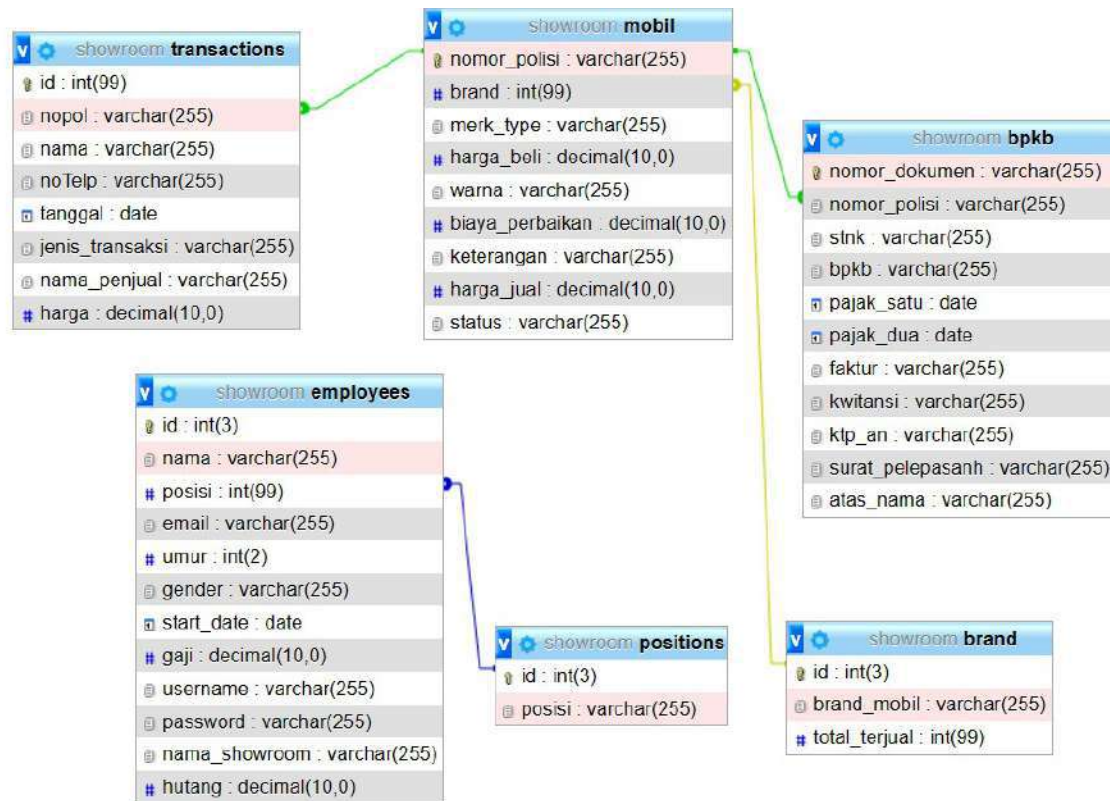 showroom transactions
id : int(99)
nopol : varchar(255)
nama : varchar(255)
noTelp : varchar(255)
tanggal : date
jenis_transaksi : varchar(255)
nama_penjual : varchar(255)
harga : decimal(10,0)
showroom mobil
nomor_polisi : varchar(255)
brand : int(99)
merk_type : varchar(255)
harga_beli : decimal(10,0)
warna : varchar(255)
biaya_perbaikan : decimal(10,0)
keterangan : varchar(255)
harga_jual : decimal(10,0)
status : varchar(255)
showroom bpkb
nomor_dokumen : varchar(255)
nomor_polisi : varchar(255)
stnk : varchar(255)
bpkb : varchar(255)
pajak_satu : date
pajak_dua : date
faktur : varchar(255)
kwitansi : varchar(255)
ktp_an : varchar(255)
surat_pelepasanh : varchar(255)
atas_nama : varchar(255)
showroom employees
id : int(3)
nama : varchar(255)
posisi : int(99)
email : varchar(255)
umur : int(2)
gender : varchar(255)
start_date : date
gaji : decimal(10,0)
username : varchar(255)
password : varchar(255)
nama_showroom : varchar(255)
hutang : decimal(10,0)
showroom positions
id : int(3)
posisi : varchar(255)
showroom brand
id : int(3)
brand_mobil : varchar(255)
total_terjual : int(99)